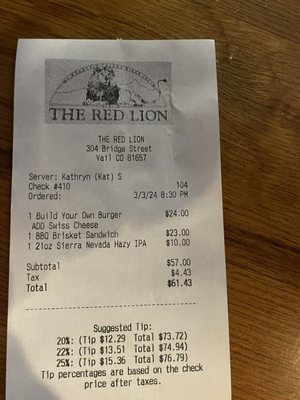 THE RED LION
THE RED LION
304 Bridge Street
Vail CO 81657
Server: Kathryn (Kat) S
Check #410 104
Ordered: 3/3/24 8:30 PM
1 Build Your Own Burger $24.00
ADD Swiss Cheese
1 BBQ Brisket Sandwich $23.00
1 21oz Sierra Nevada Hazy IPA $10.00
Subtotal $57.00
Tax $4.43
Total $61.43
Suggested Tip:
20%: (Tip $12.29 Total $73.72)
22%: (Tip $13.51 Total $74.94)
25%: (Tip $15.36 Total $76.79)
Tip percentages are based on the check
price after taxes.